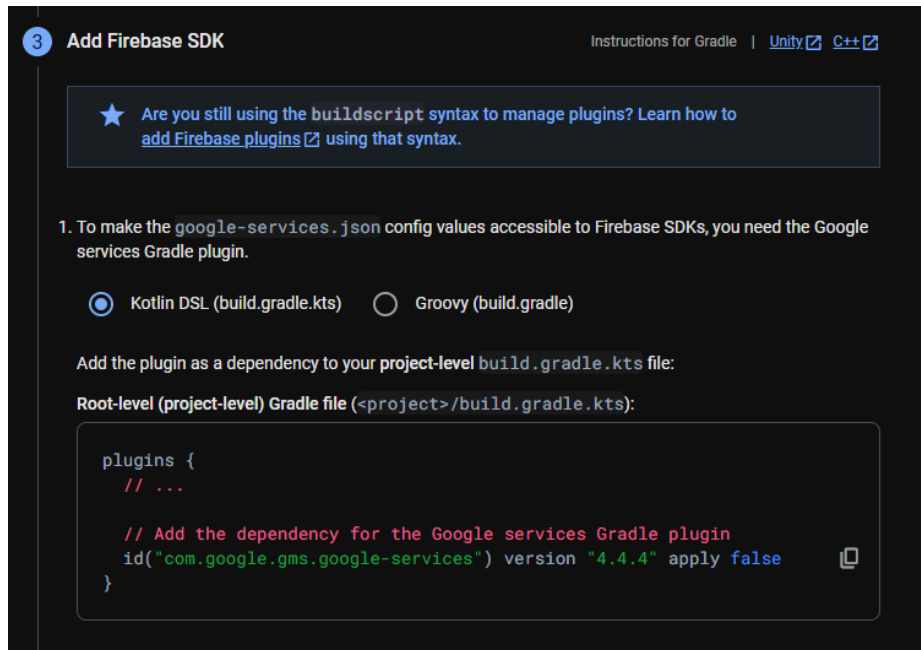 3 Add Firebase SDK Instructions for Gradle | Unity C++
Are you still using the buildscript syntax to manage plugins? Learn how to
add Firebase plugins using that syntax.
1. To make the google-services.json config values accessible to Firebase SDKs, you need the Google
services Gradle plugin.
Kotlin DSL (build.gradle.kts) Groovy (build.gradle)
Add the plugin as a dependency to your project-level build.gradle.kts file:
Root-level (project-level) Gradle file (<project>/build.gradle.kts):
plugins {
// ...
// Add the dependency for the Google services Gradle plugin
id("com.google.gms.google-services") version "4.4.4" apply false
}